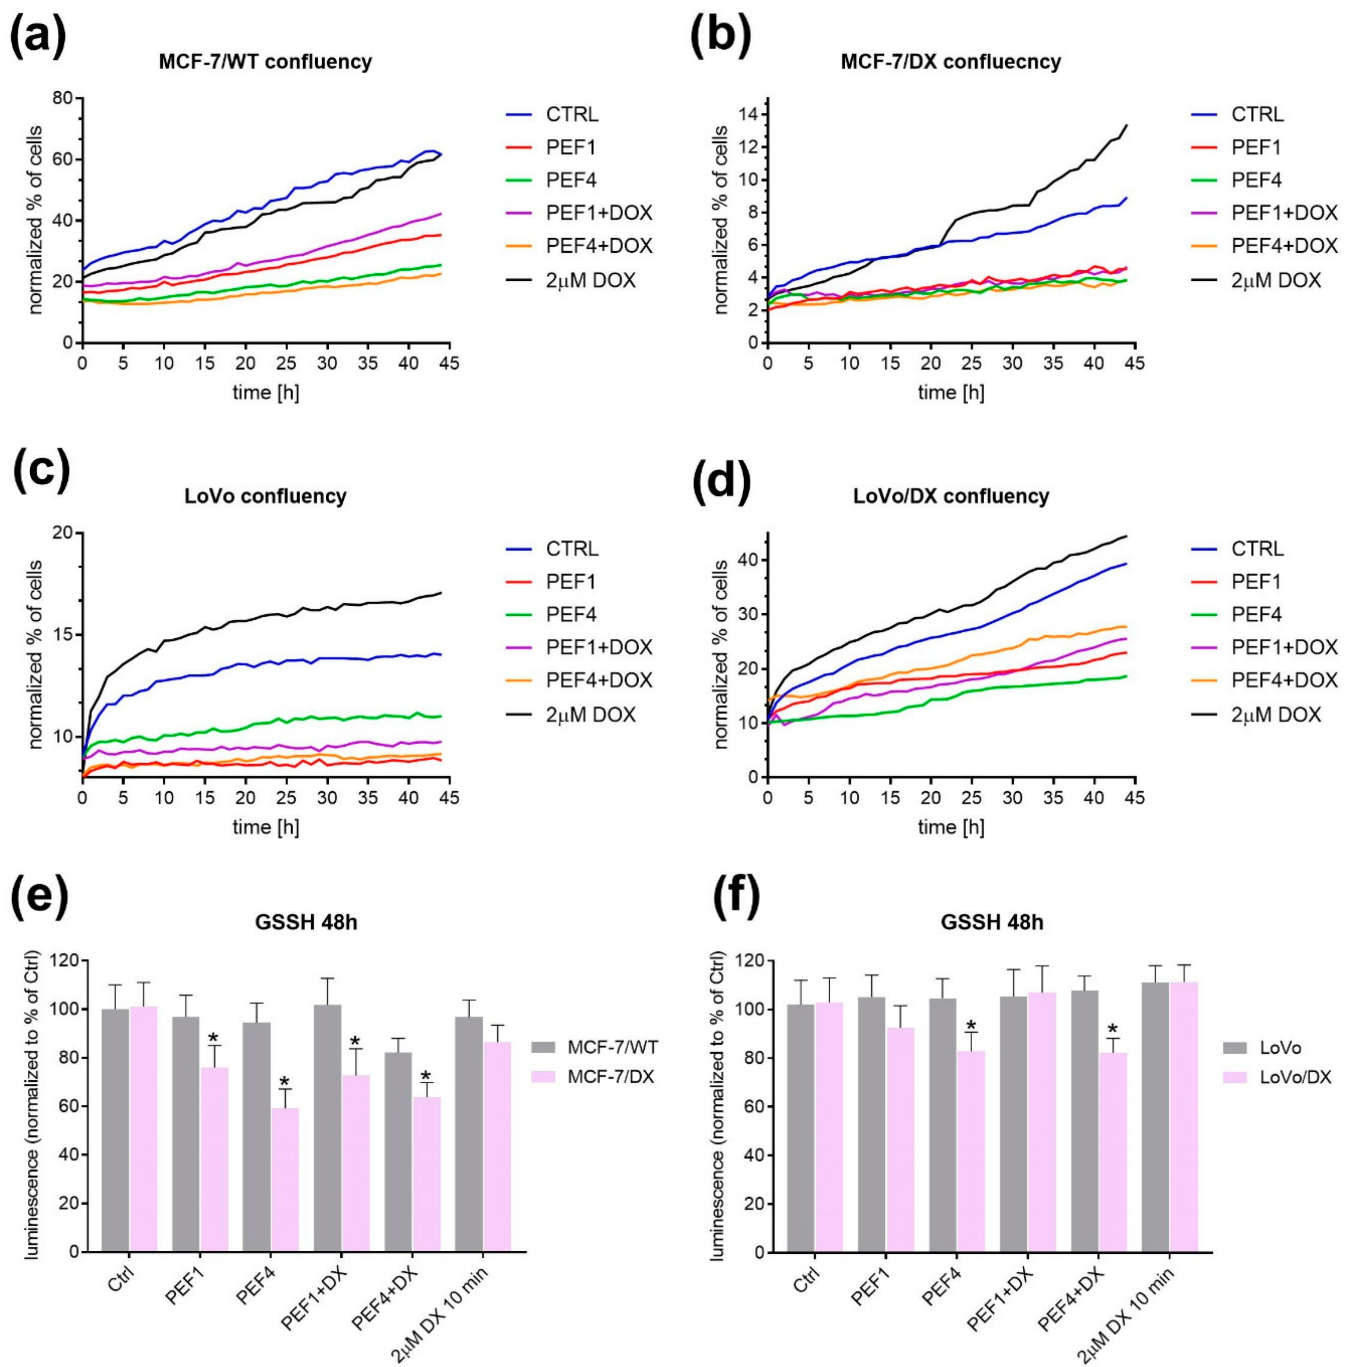 (a)
MCF-7/WT confluency
normalized % of cells
80
60
40
20
0
0 5 10 15 20 25 30 35 40 45
time [h]
CTRL
PEF1
PEF4
PEF1+DOX
PEF4+DOX
2μM DOX
(b)
MCF-7/DX confluecncy
normalized % of cells
14
12
10
8
6
4
2
0
0 5 10 15 20 25 30 35 40 45
time [h]
CTRL
PEF1
PEF4
PEF1+DOX
PEF4+DOX
2μM DOX
(c)
LoVo confluency
normalized % of cells
20
15
10
0 5 10 15 20 25 30 35 40 45
time [h]
CTRL
PEF1
PEF4
PEF1+DOX
PEF4+DOX
2μM DOX
(d)
LoVo/DX confluency
normalized % of cells
40
30
20
10
0
0 5 10 15 20 25 30 35 40 45
time [h]
CTRL
PEF1
PEF4
PEF1+DOX
PEF4+DOX
2μM DOX
(e)
GSSH 48h
luminescence (normalized to % of Ctrl)
120
100
80
60
40
20
0
* * * *
Ctrl
PEF1
PEF4
PEF1+DX
PEF4+DX
2μM DX 10 min
MCF-7/WT
MCF-7/DX
(f)
GSSH 48h
luminescence (normalized to % of Ctrl)
120
100
80
60
40
20
0
* *
Ctrl
PEF1
PEF4
PEF1+DX
PEF4+DX
2μM DX 10 min
LoVo
LoVo/DX